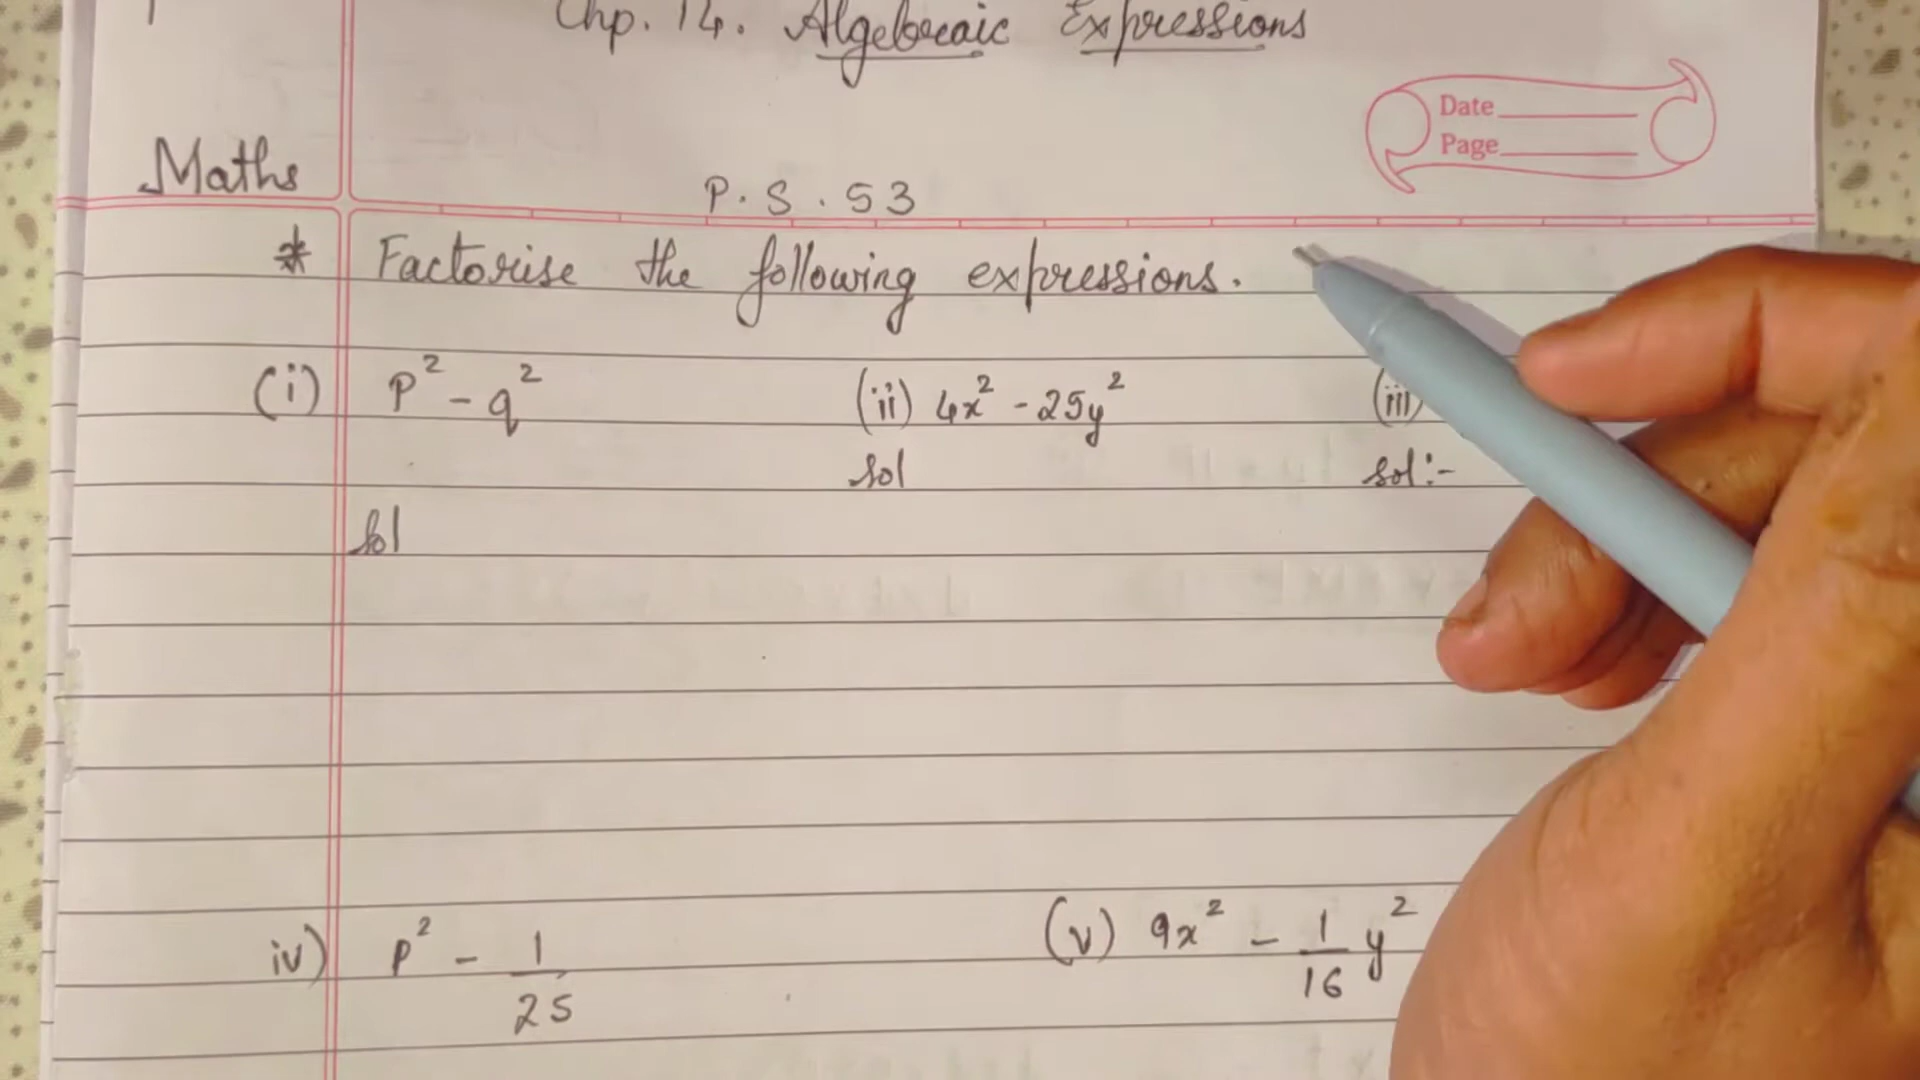 Chp. 14. Algebraic Expressions
Date
Page
Maths
P. S. 53
* Factorise the following expressions.
(i) p² - q² (ii) 4x² - 25y² (iii)
sol sol:-
sol
iv) p² - 1/25 (v) 9x² - 1/16 y²